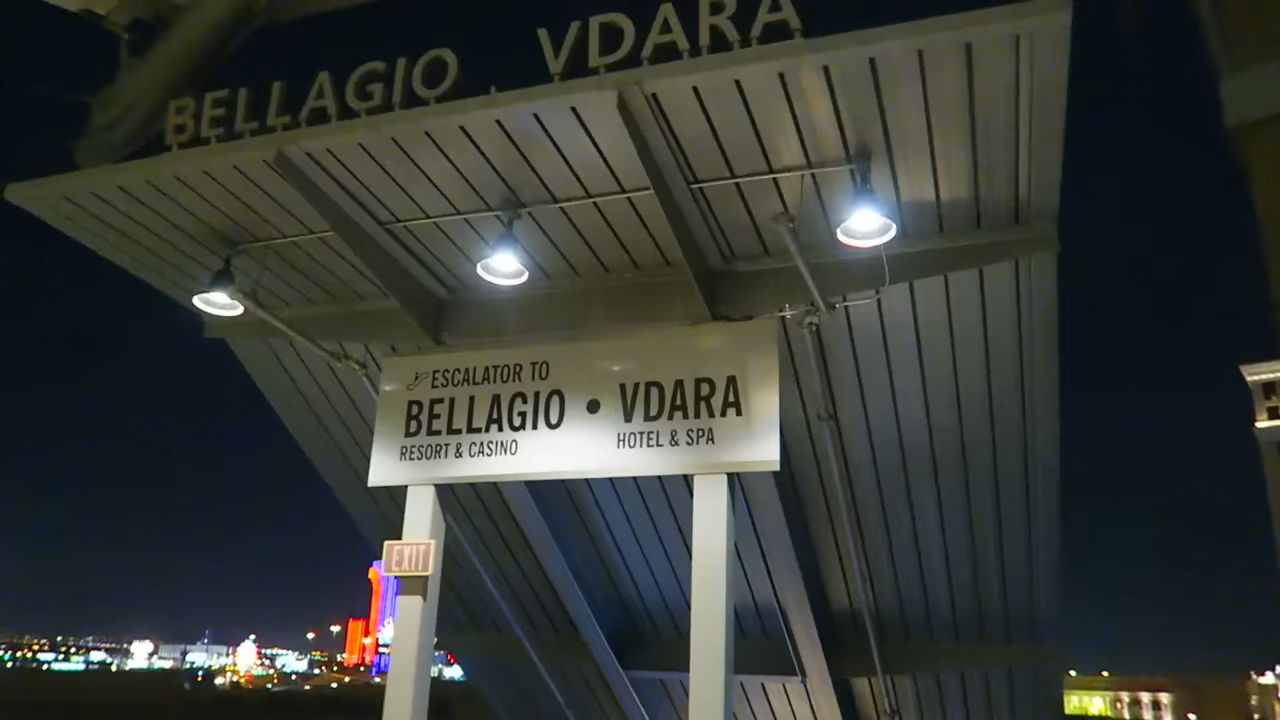 BELLAGIO VDARA
ESCALATOR TO
BELLAGIO • VDARA
RESORT & CASINO HOTEL & SPA
EXIT